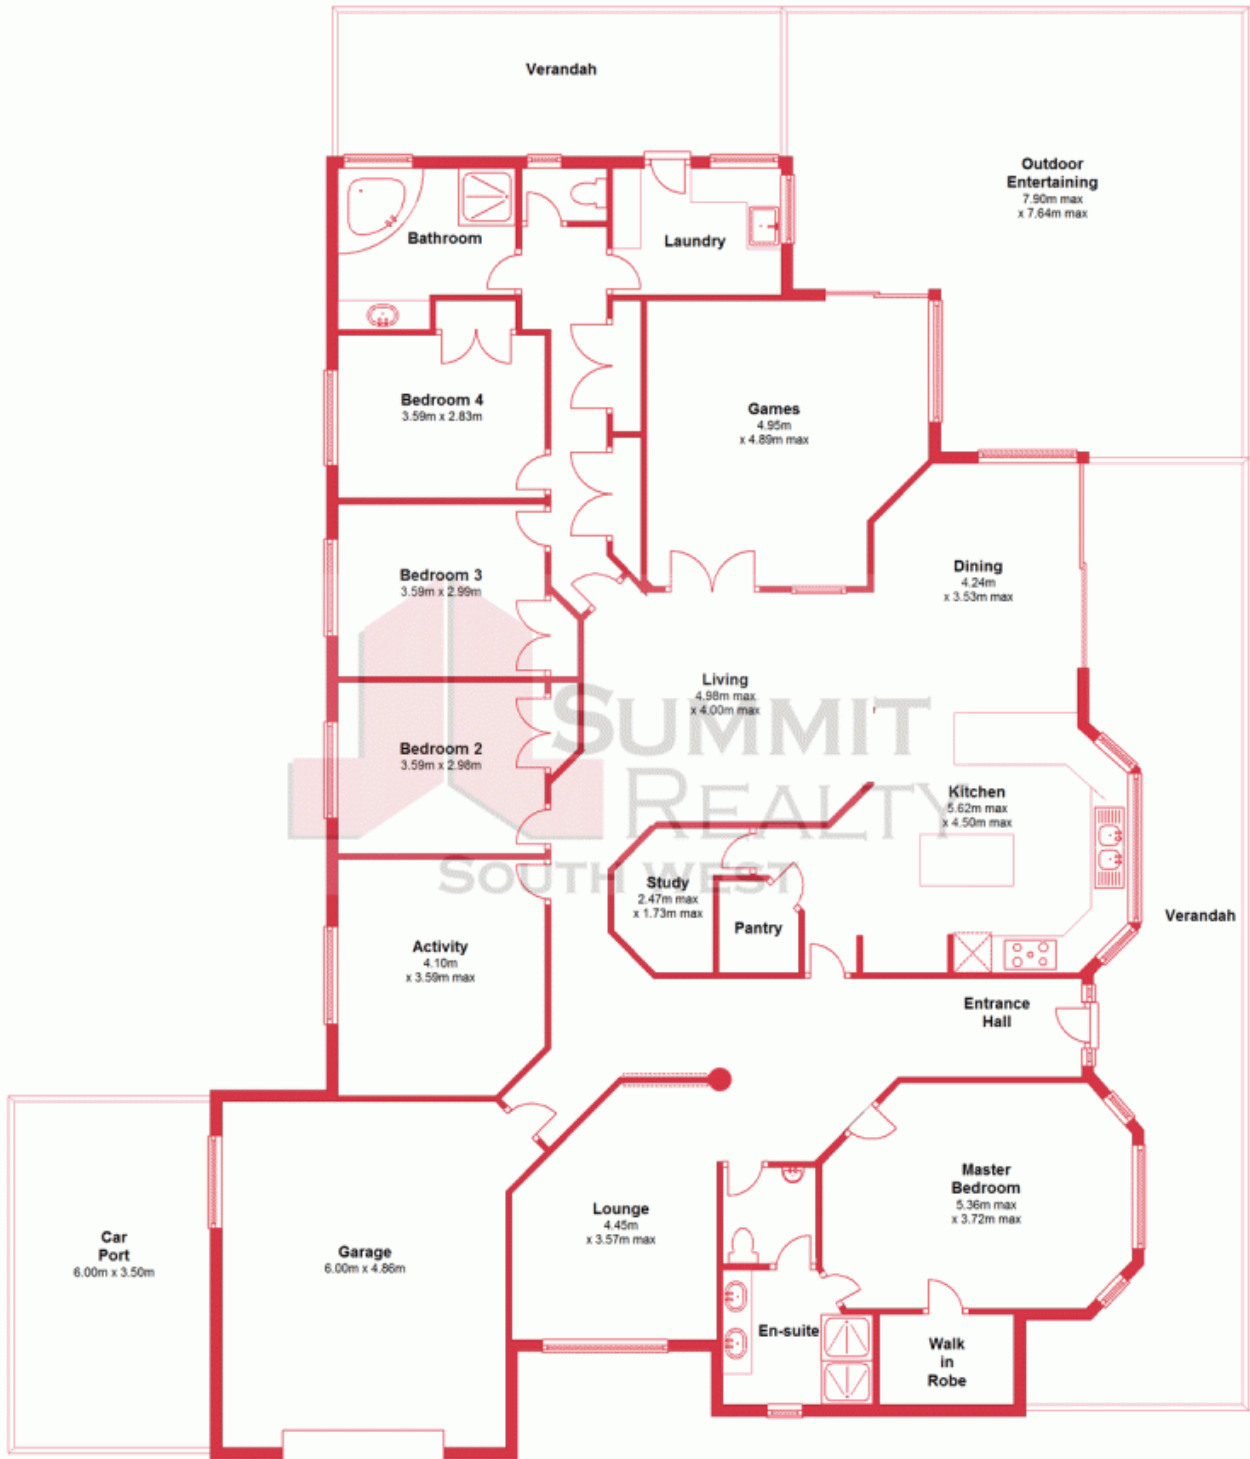 Verandah
Outdoor
Entertaining
7.90m max
x 7.64m max
Bathroom
Laundry
Bedroom 4
3.59m x 2.83m
Games
4.95m
x 4.89m max
Bedroom 3
3.59m x 2.99m
Dining
4.24m
x 3.53m max
Living
4.98m max
x 4.00m max
SUMMIT
REALTY
SOUTH WEST
Bedroom 2
3.59m x 2.98m
Kitchen
5.62m max
x 4.50m max
Study
2.47m max
x 1.73m max
Pantry
Verandah
Activity
4.10m
x 3.59m max
Entrance
Hall
Master
Bedroom
5.36m max
x 3.72m max
Lounge
4.45m
x 3.57m max
Car
Port
6.00m x 3.50m
Garage
6.00m x 4.86m
En-suite
Walk
in
Robe